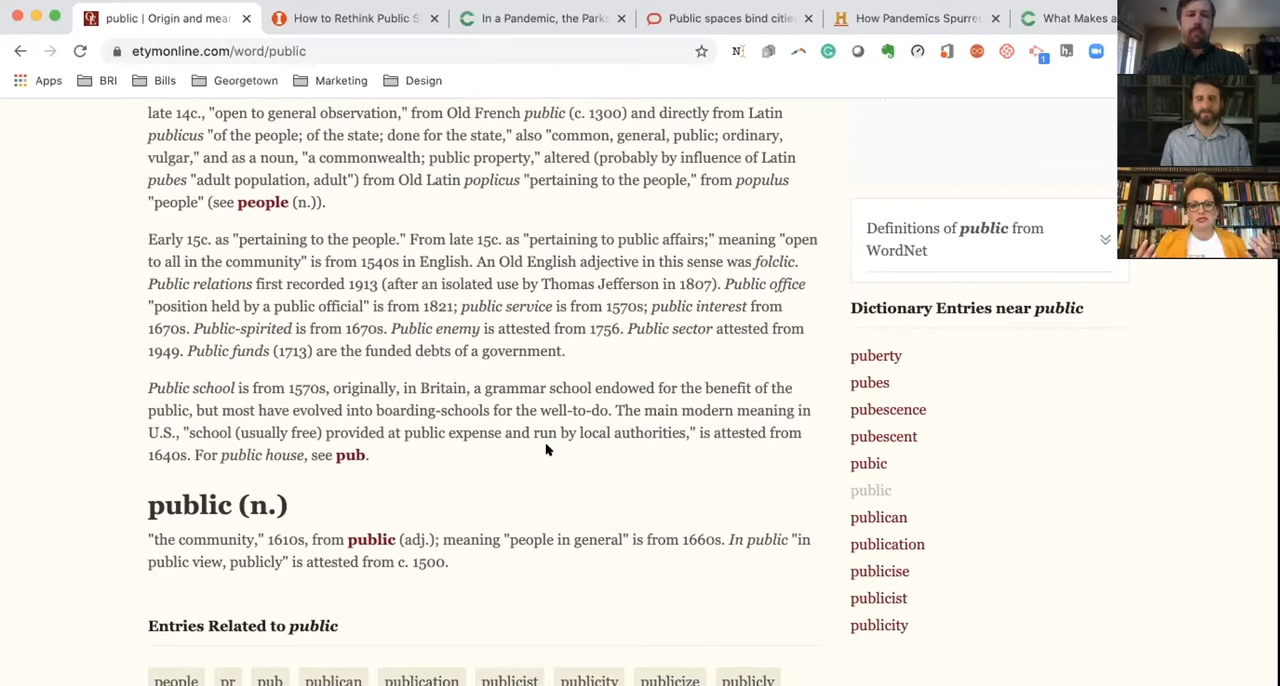 public | Origin and mea
How to Rethink Public S
In a Pandemic, the Park
Public spaces bind citie
How Pandemics Spurre
What Makes a
etymonline.com/word/public
1
Apps BRI Bills Georgetown Marketing Design
late 14c., "open to general observation," from Old French public (c. 1300) and directly from Latin
publicus "of the people; of the state; done for the state," also "common, general, public; ordinary,
vulgar," and as a noun, "a commonwealth; public property," altered (probably by influence of Latin
pubes "adult population, adult") from Old Latin poplicus "pertaining to the people," from populus
"people" (see people (n.)).
Early 15c. as "pertaining to the people." From late 15c. as "pertaining to public affairs;" meaning "open
to all in the community" is from 1540s in English. An Old English adjective in this sense was folclic.
Public relations first recorded 1913 (after an isolated use by Thomas Jefferson in 1807). Public office
"position held by a public official" is from 1821; public service is from 1570s; public interest from
1670s. Public-spirited is from 1670s. Public enemy is attested from 1756. Public sector attested from
1949. Public funds (1713) are the funded debts of a government.
Public school is from 1570s, originally, in Britain, a grammar school endowed for the benefit of the
public, but most have evolved into boarding-schools for the well-to-do. The main modern meaning in
U.S., "school (usually free) provided at public expense and run by local authorities," is attested from
1640s. For public house, see pub.
public (n.)
"the community," 1610s, from public (adj.); meaning "people in general" is from 1660s. In public "in
public view, publicly" is attested from c. 1500.
Entries Related to public
people pr pub publican publication publicist publicity publicize publicly
Definitions of public from
WordNet
Dictionary Entries near public
puberty
pubes
pubescence
pubescent
pubic
public
publican
publication
publicise
publicist
publicity